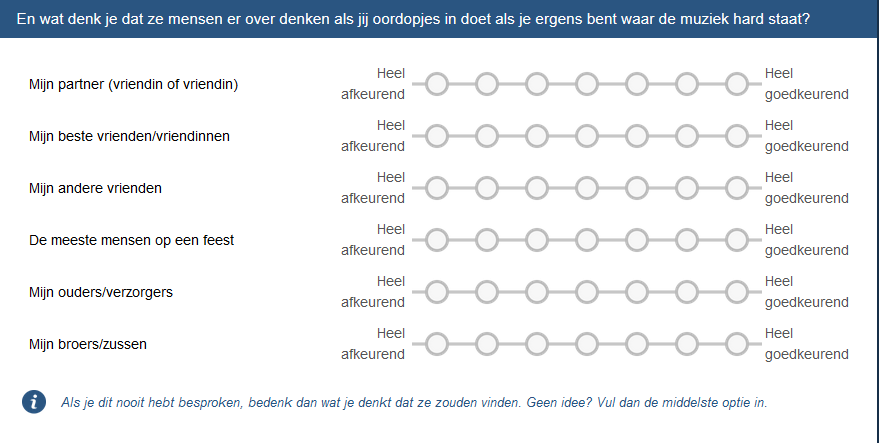 En wat denk je dat ze mensen er over denken als jij oordopjes in doet als je ergens bent waar de muziek hard staat?
Mijn partner (vriendin of vriendin)
Heel
afkeurend
Heel
goedkeurend
Mijn beste vrienden/vriendinnen
Heel
afkeurend
Heel
goedkeurend
Mijn andere vrienden
Heel
afkeurend
Heel
goedkeurend
De meeste mensen op een feest
Heel
afkeurend
Heel
goedkeurend
Mijn ouders/verzorgers
Heel
afkeurend
Heel
goedkeurend
Mijn broers/zussen
Heel
afkeurend
Heel
goedkeurend
i Als je dit nooit hebt besproken, bedenk dan wat je denkt dat ze zouden vinden. Geen idee? Vul dan de middelste optie in.